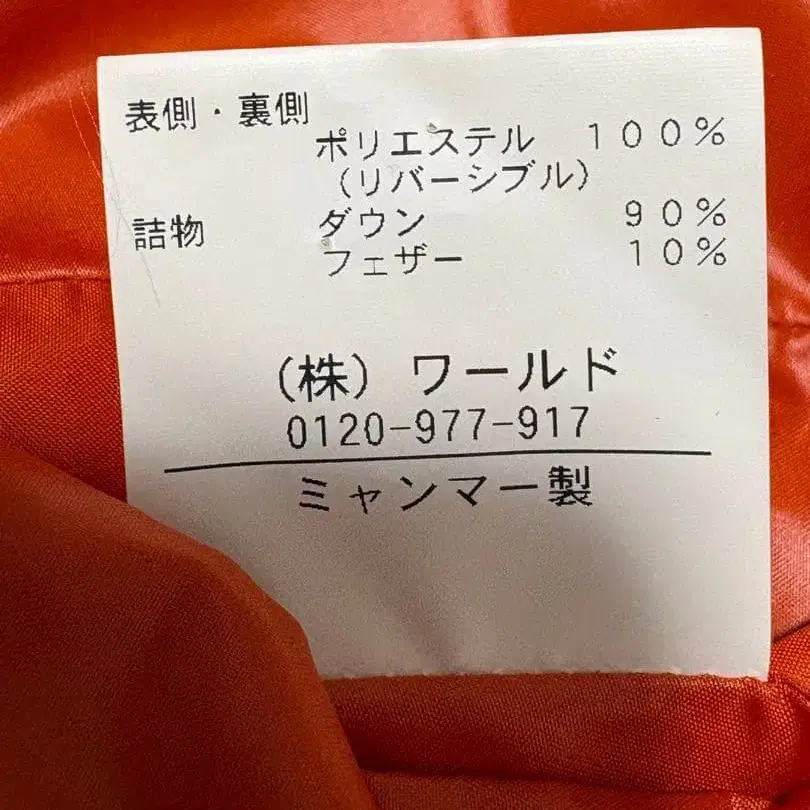 表側・裏側
ポリエステル 100%
(リバーシブル)
詰物 ダウン 90%
フェザー 10%
(株) ワールド
0120-977-917
ミャンマー製